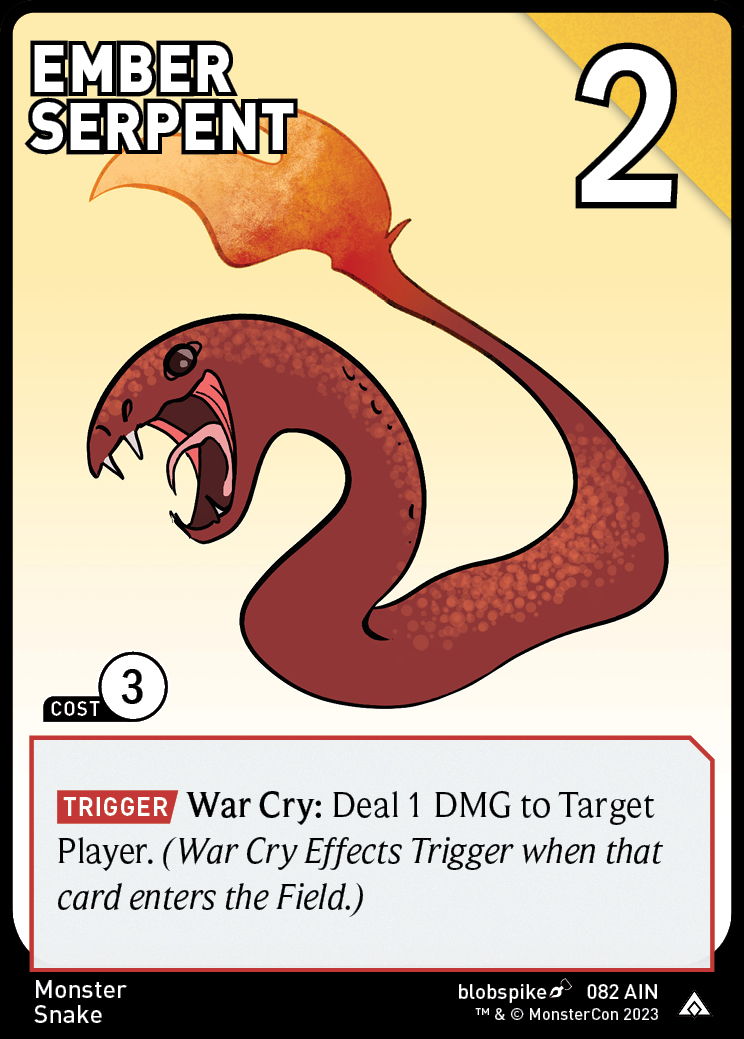 EMBER
SERPENT
2
COST 3
TRIGGER War Cry: Deal 1 DMG to Target
Player. (War Cry Effects Trigger when that
card enters the Field.)
Monster
Snake
blobspike 082 AIN
™ & © MonsterCon 2023